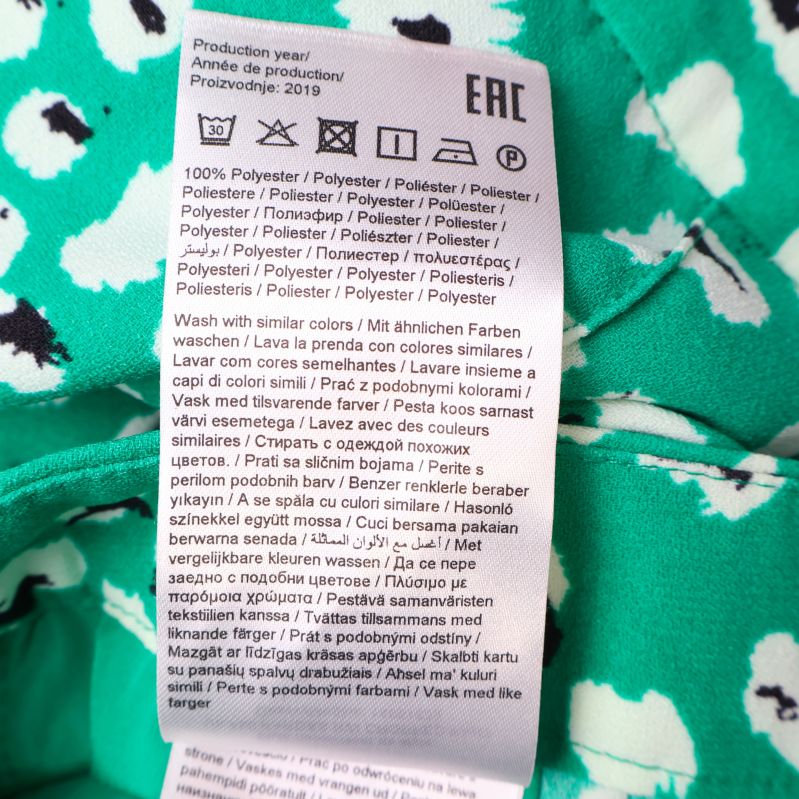 Production year/
Année de production/
Proizvodnje: 2019
EAC
30
P
100% Polyester / Polyester / Poliéster / Poliester /
Poliestere / Poliester / Polyester / Polüester /
Polyester / Полиэфир / Poliester / Poliester /
Polyester / Poliester / Poliészter / Poliester /
بوليستر / Polyester / Полиестер / πολυεστέρας /
Polyesteri / Polyester / Polyester / Poliesteris /
Poliesteris / Poliester / Polyester / Polyester
Wash with similar colors / Mit ähnlichen Farben
waschen / Lava la prenda con colores similares /
Lavar com cores semelhantes / Lavare insieme a
capi di colori simili / Prać z podobnymi kolorami /
Vask med tilsvarende farver / Pesta koos sarnast
värvi esemetega / Lavez avec des couleurs
similaires / Стирать с одеждой похожих
цветов. / Prati sa sličnim bojama / Perite s
perilom podobnih barv / Benzer renklerle beraber
yıkayın / A se spăla cu culori similare / Hasonló
színekkel együtt mossa / Cuci bersama pakaian
berwarna senada / أغسل مع الألوان المماثلة / Met
vergelijkbare kleuren wassen / Да се пере
заедно с подобни цветове / Πλύσιμο με
παρόμοια χρώματα / Pestävä samanväristen
tekstiilien kanssa / Tvättas tillsammans med
liknande färger / Prát s podobnými odstíny /
Mazgāt ar līdzīgas krāsas apģērbu / Skalbti kartu
su panašių spalvų drabužiais / Aħsel ma' kuluri
simili / Perte s podobnými farbami / Vask med like
farger
strone / Prać po odwróceniu na lewą
/ Vaskes med vrangen ud /
pahempidi pööratult /